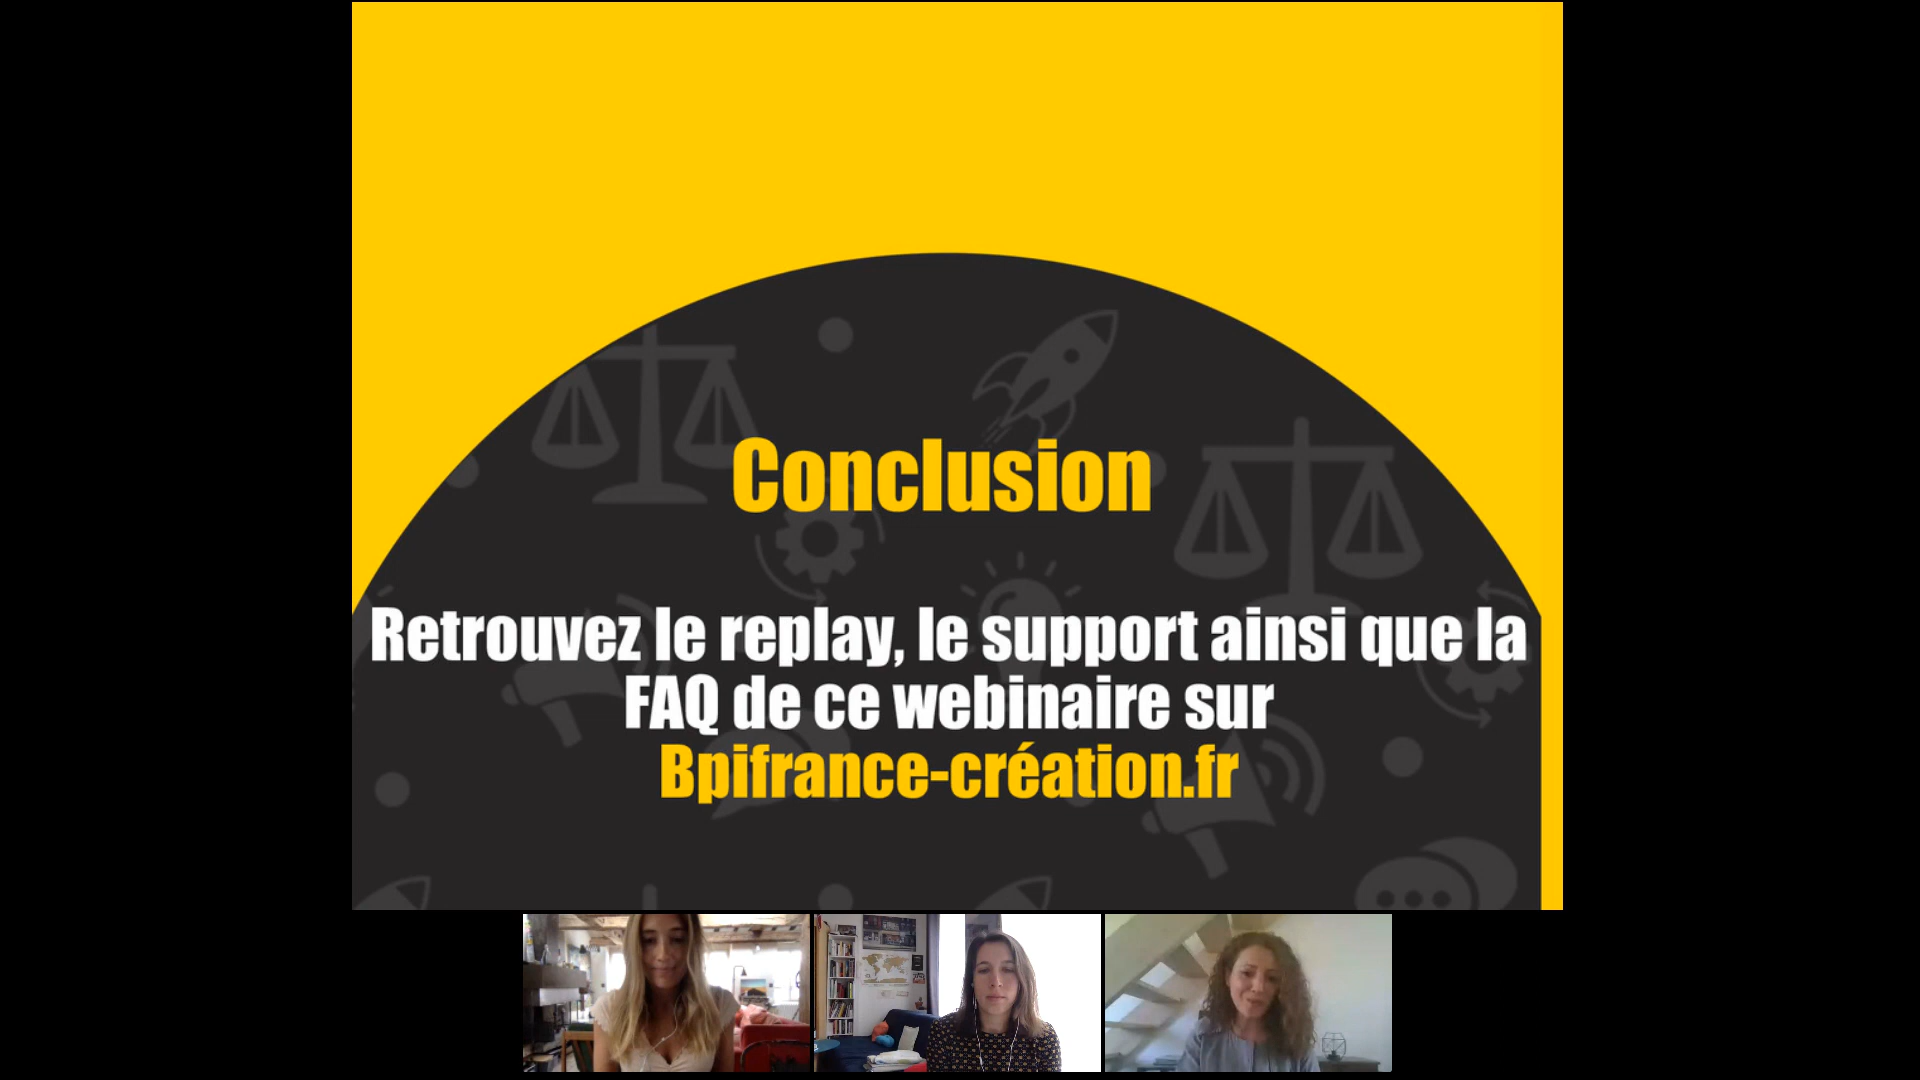 Conclusion
Retrouvez le replay, le support ainsi que la
FAQ de ce webinaire sur
Bpifrance-création.fr